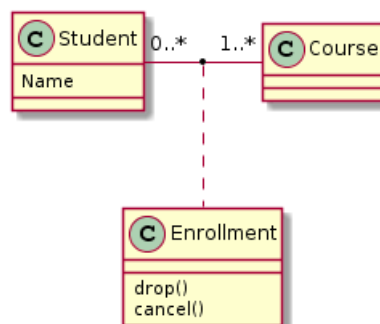 C Student
0..*
1..*
C Course
Name
C Enrollment
drop()
cancel()